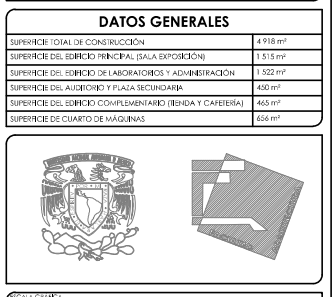 DATOS GENERALES
SUPERFICIE TOTAL DE CONSTRUCCIÓN 4 918 m²
SUPERFICIE DEL EDIFICIO PRINCIPAL (SALA EXPOSICIÓN) 1 515 m²
SUPERFICIE DEL EDIFICIO DE LABORATORIOS Y ADMINISTRACIÓN 1 522 m²
SUPERFICIE DEL AUDITORIO Y PLAZA SECUNDARIA 450 m²
SUPERFICIE DEL EDIFICIO COMPLEMENTARIO (TIENDA Y CAFETERÍA) 465 m²
SUPERFICIE DE CUARTO DE MÁQUINAS 656 m²
ESCALA GRÁFICA